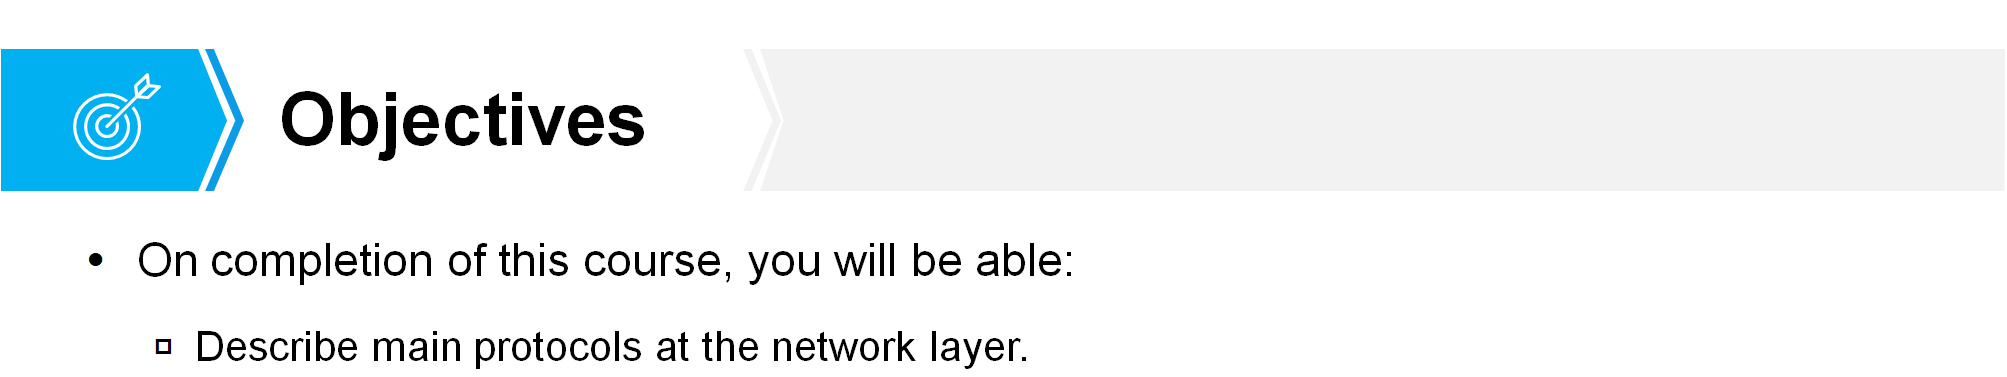 Objectives
• On completion of this course, you will be able:
▫ Describe main protocols at the network layer.